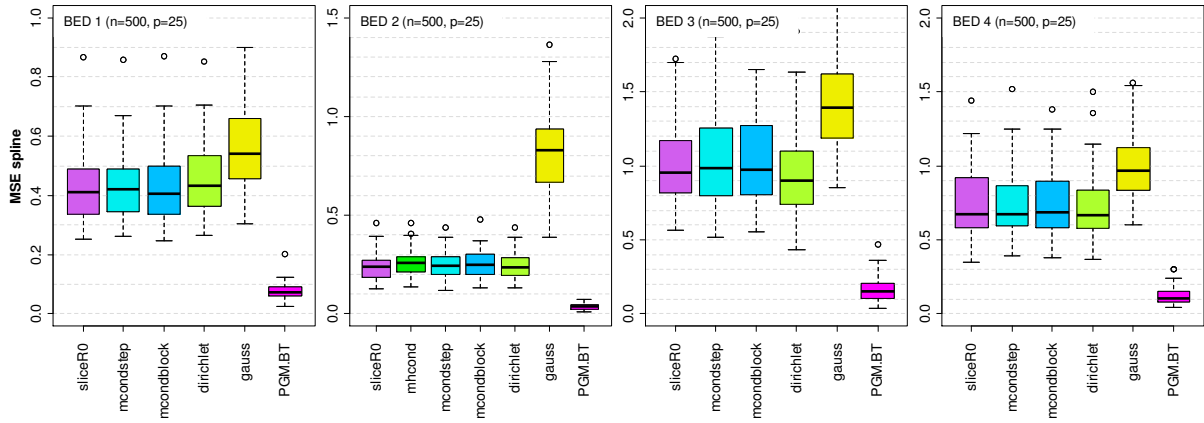 BED 1 (n=500, p=25)
BED 2 (n=500, p=25)
BED 3 (n=500, p=25)
BED 4 (n=500, p=25)
MSE spline
1.0
0.8
0.6
0.4
0.2
0.0
sliceR0
mcondstep
mcondblock
dirichlet
gauss
PGM.BT
1.5
1.0
0.5
0.0
sliceR0
mhcond
mcondstep
mcondblock
dirichlet
gauss
PGM.BT
2.0
1.5
1.0
0.5
0.0
sliceR0
mcondstep
mcondblock
dirichlet
gauss
PGM.BT
2.0
1.5
1.0
0.5
0.0
sliceR0
mcondstep
mcondblock
dirichlet
gauss
PGM.BT